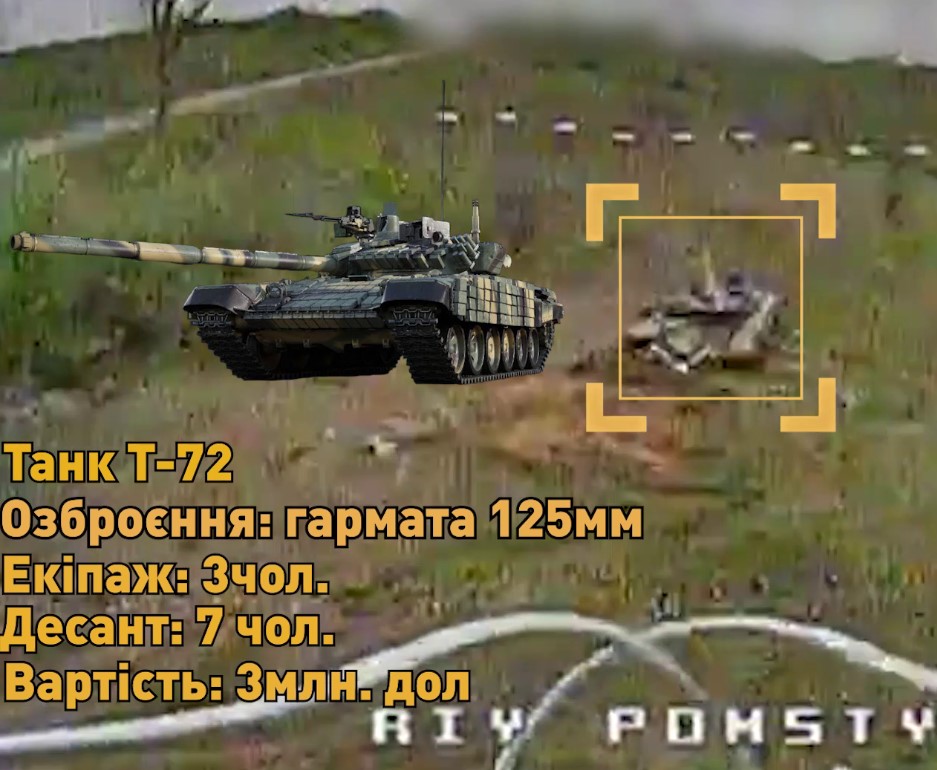 Танк Т-72
Озброєння: гармата 125мм
Екіпаж: 3чол.
Десант: 7 чол.
Вартість: 3млн. дол
RIY POMSTY